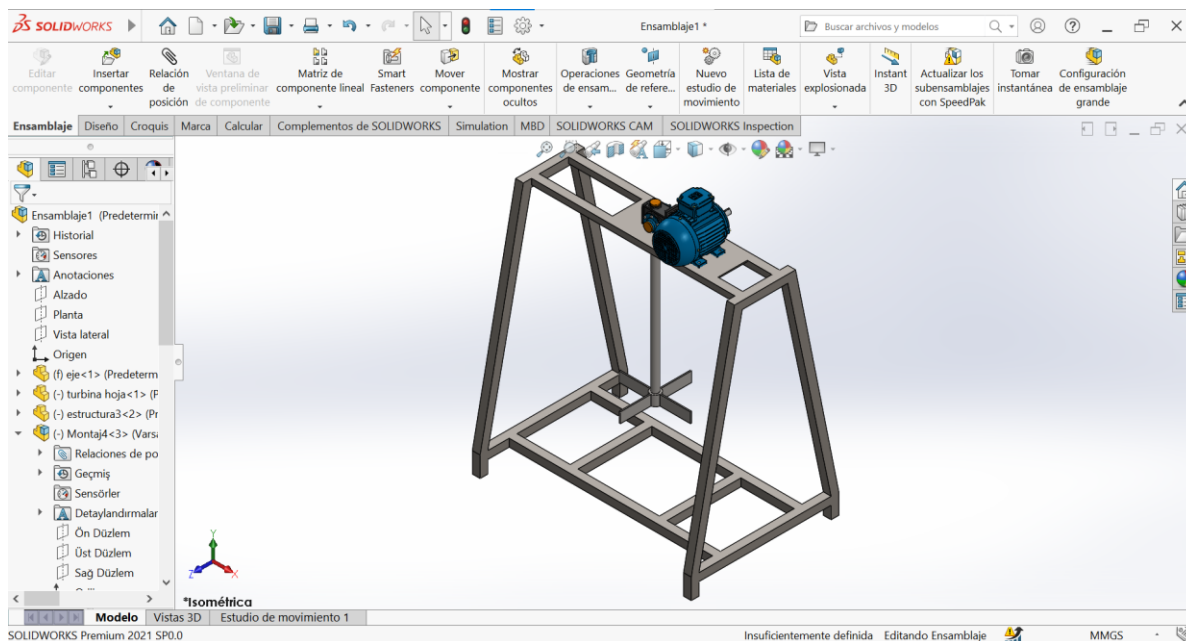 SOLIDWORKS
Ensamblaje1 *
Buscar archivos y modelos
Editar componente
Insertar componentes
Relación de posición
Ventana de vista preliminar de componente
Matriz de componente lineal
Smart Fasteners
Mover componente
Mostrar componentes ocultos
Operaciones de ensam...
Geometría de refere...
Nuevo estudio de movimiento
Lista de materiales
Vista explosionada
Instant 3D
Actualizar los subensamblajes con SpeedPak
Tomar instantánea
Configuración de ensamblaje grande
Ensamblaje Diseño Croquis Marca Calcular Complementos de SOLIDWORKS Simulation MBD SOLIDWORKS CAM SOLIDWORKS Inspection
Ensamblaje1 (Predetermir
Historial
Sensores
Anotaciones
Alzado
Planta
Vista lateral
Origen
(f) eje<1> (Predeterm
(-) turbina hoja<1> (P
(-) estructura3<2> (Pr
(-) Montaj4<3> (Varsa
Relaciones de po
Geçmiş
Sensörler
Detaylandırmalar
Ön Düzlem
Üst Düzlem
Sağ Düzlem
Y
Z
X
*Isométrica
Modelo Vistas 3D Estudio de movimiento 1
SOLIDWORKS Premium 2021 SP0.0
Insuficientemente definida Editando Ensamblaje MMGS